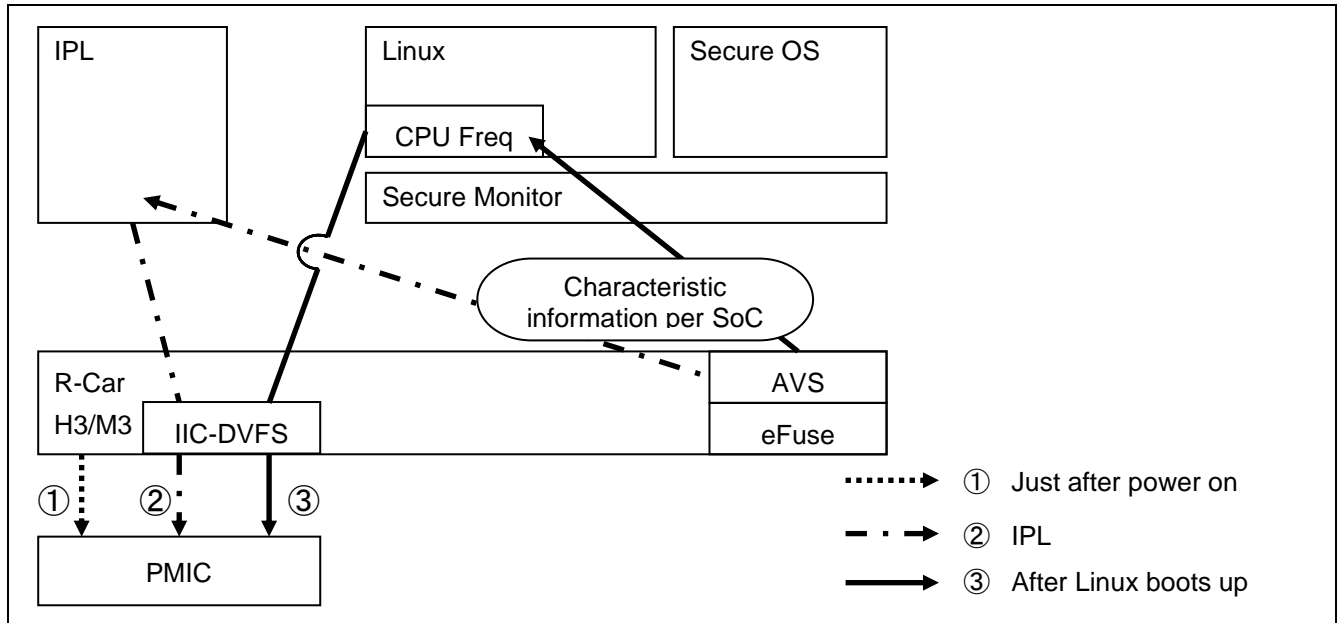 IPL
Linux
Secure OS
CPU Freq
Secure Monitor
Characteristic
information per SoC
R-Car
H3/M3
IIC-DVFS
AVS
eFuse
①
②
③
PMIC
① Just after power on
② IPL
③ After Linux boots up